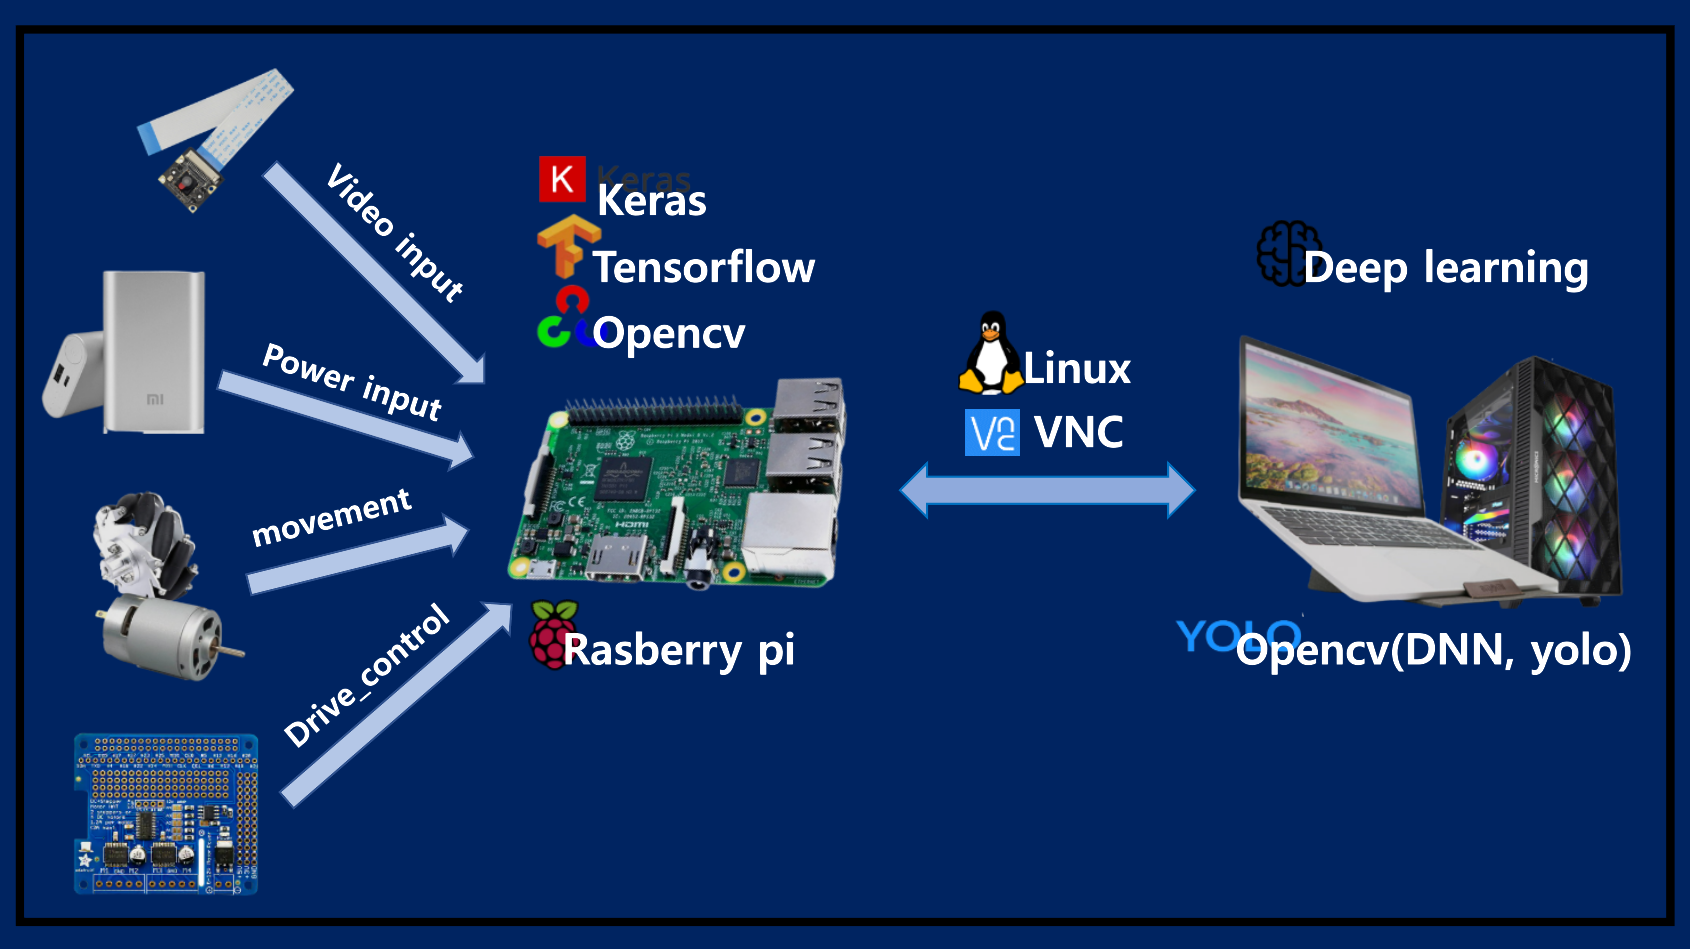 Video input
Keras
Keras
Tensorflow
Opencv
Deep learning
Power input
Linux
VNC
movement
HDMI
Drive_control
Rasberry pi
YOLO
Opencv(DNN, yolo)